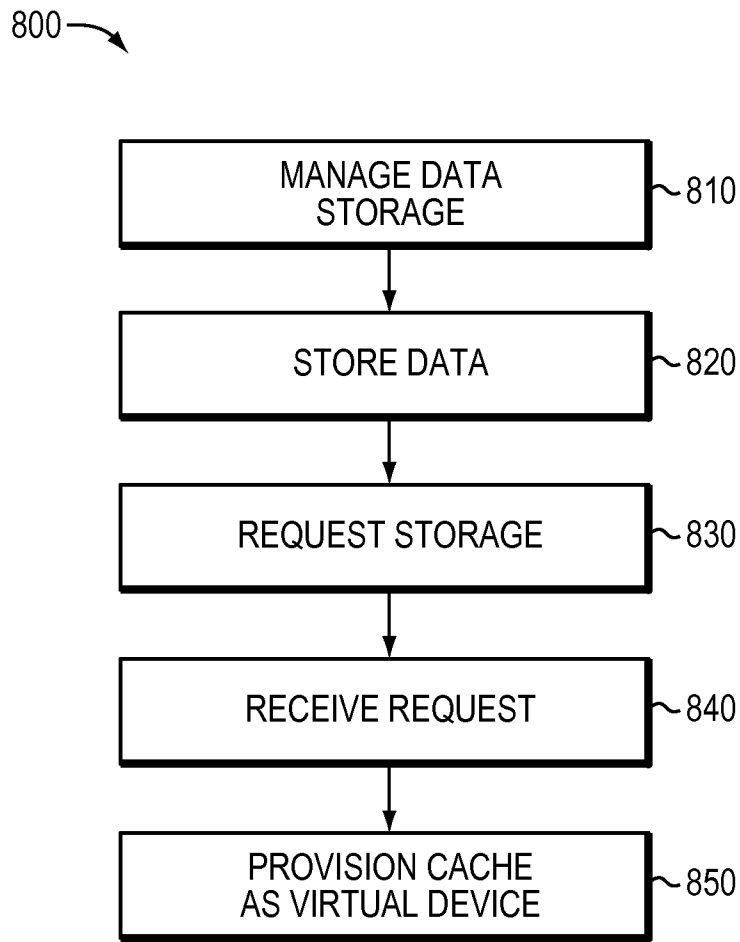 800
MANAGE DATA
STORAGE
810
STORE DATA
820
REQUEST STORAGE
830
RECEIVE REQUEST
840
PROVISION CACHE
AS VIRTUAL DEVICE
850